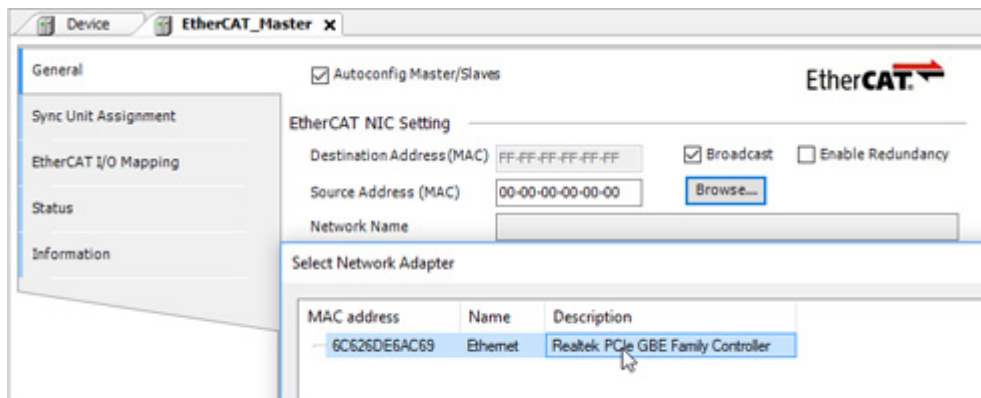 Device
EtherCAT_Master x
General
Autoconfig Master/Slaves
EtherCAT.
Sync Unit Assignment
EtherCAT NIC Setting
EtherCAT I/O Mapping
Destination Address (MAC) FF-FF-FF-FF-FF-FF Broadcast Enable Redundancy
Source Address (MAC) 00-00-00-00-00-00 Browse...
Status
Network Name
Information
Select Network Adapter
MAC address Name Description
6C626DE6AC69 Ethernet Realtek PCIe GBE Family Controller